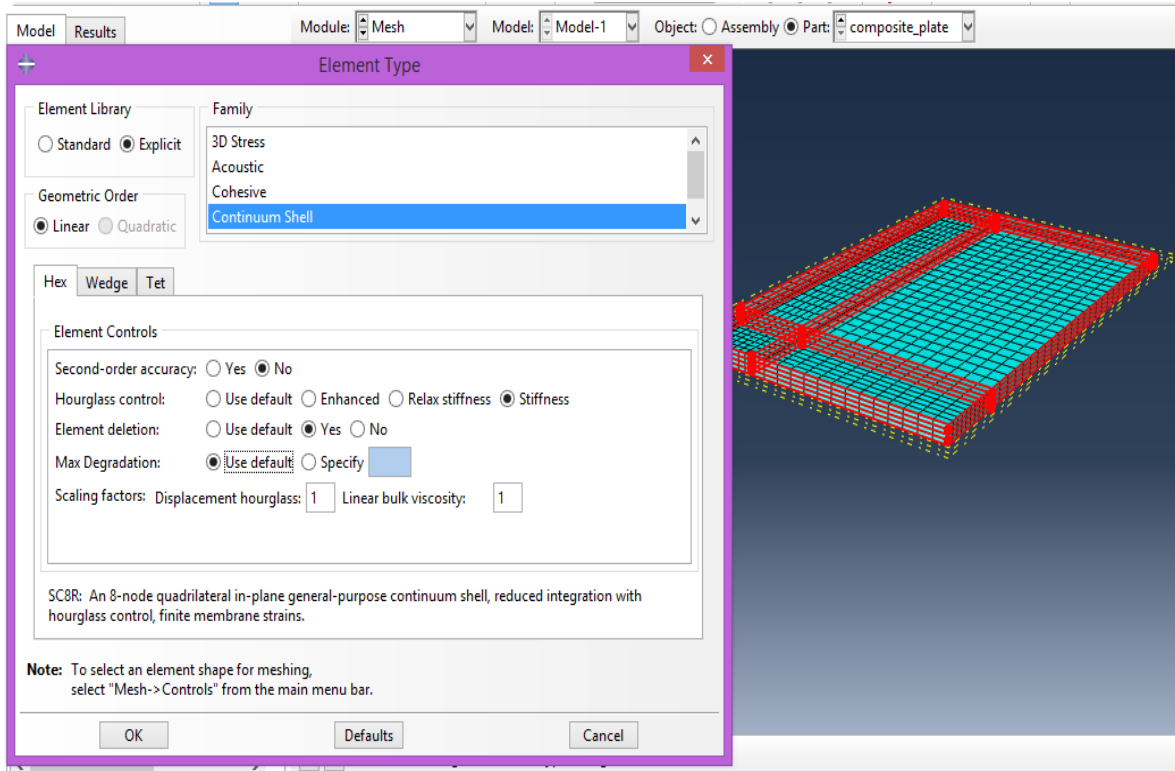 Model Results
Module: Mesh Model: Model-1 Object: Assembly Part: composite_plate
Element Type
x
Element Library
Standard Explicit
Family
3D Stress
Acoustic
Cohesive
Continuum Shell
Geometric Order
Linear Quadratic
Hex Wedge Tet
Element Controls
Second-order accuracy: Yes No
Hourglass control: Use default Enhanced Relax stiffness Stiffness
Element deletion: Use default Yes No
Max Degradation: Use default Specify
Scaling factors: Displacement hourglass: 1 Linear bulk viscosity: 1
SC8R: An 8-node quadrilateral in-plane general-purpose continuum shell, reduced integration with
hourglass control, finite membrane strains.
Note: To select an element shape for meshing,
select "Mesh->Controls" from the main menu bar.
OK Defaults Cancel